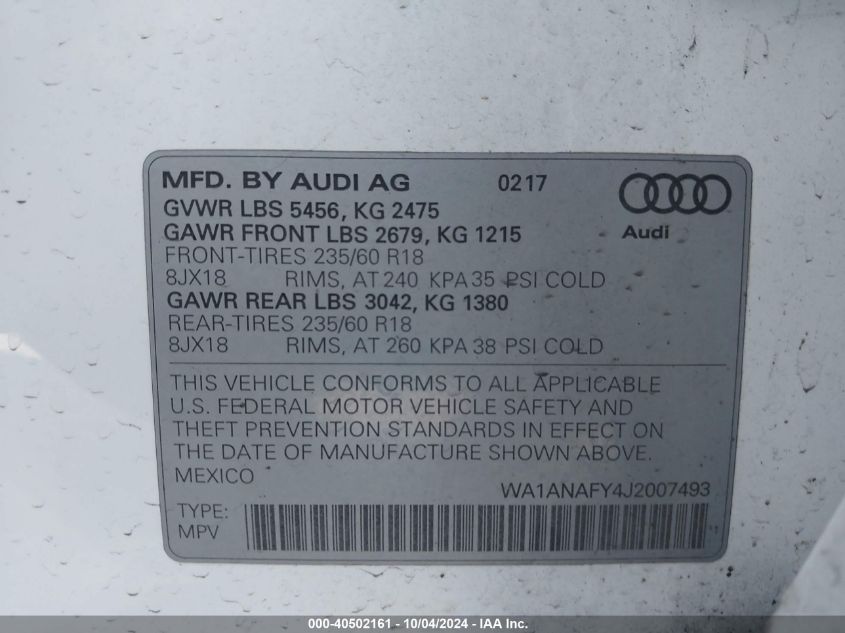 MFD. BY AUDI AG 0217
GVWR LBS 5456, KG 2475
GAWR FRONT LBS 2679, KG 1215
Audi
FRONT-TIRES 235/60 R18
8JX18 RIMS, AT 240 KPA 35 PSI COLD
GAWR REAR LBS 3042, KG 1380
REAR-TIRES 235/60 R18
8JX18 RIMS, AT 260 KPA 38 PSI COLD
THIS VEHICLE CONFORMS TO ALL APPLICABLE
U.S. FEDERAL MOTOR VEHICLE SAFETY AND
THEFT PREVENTION STANDARDS IN EFFECT ON
THE DATE OF MANUFACTURE SHOWN ABOVE.
MEXICO
WA1ANAFY4J2007493
TYPE:
MPV
000-40502161 - 10/04/2024 - IAA Inc.